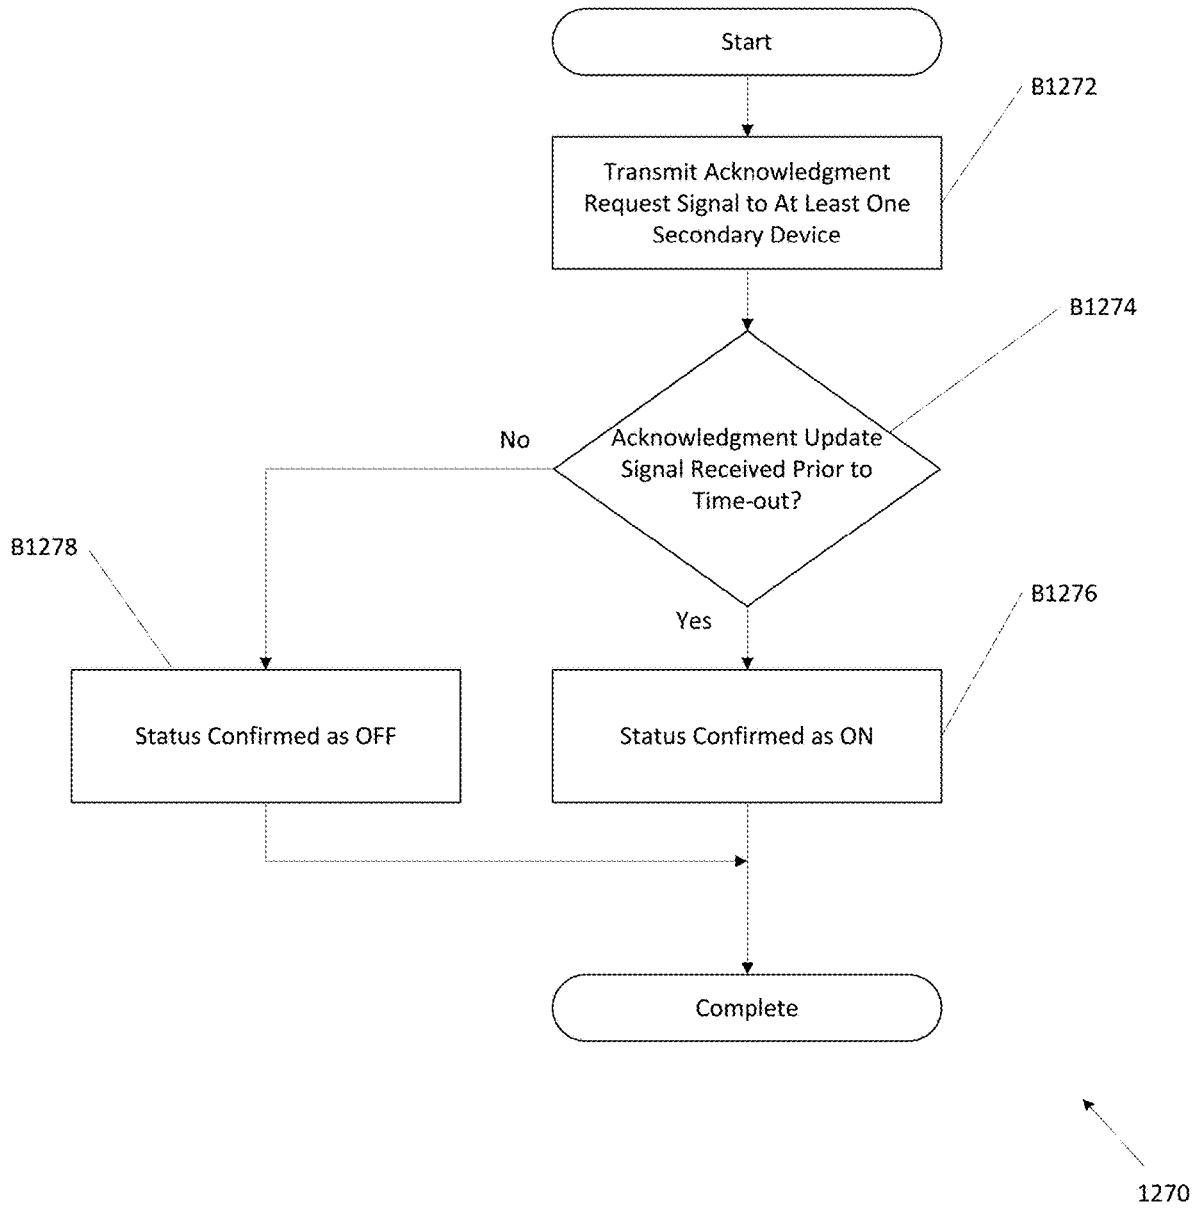 Start
B1272
Transmit Acknowledgment
Request Signal to At Least One
Secondary Device
B1274
No
Acknowledgment Update
Signal Received Prior to
Time-out?
B1278
B1276
Yes
Status Confirmed as OFF
Status Confirmed as ON
Complete
1270